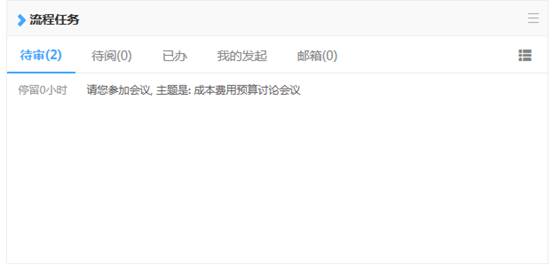 流程任务
待审(2) 待阅(0) 已办 我的发起 邮箱(0)
停留0小时 请您参加会议, 主题是: 成本费用预算讨论会议